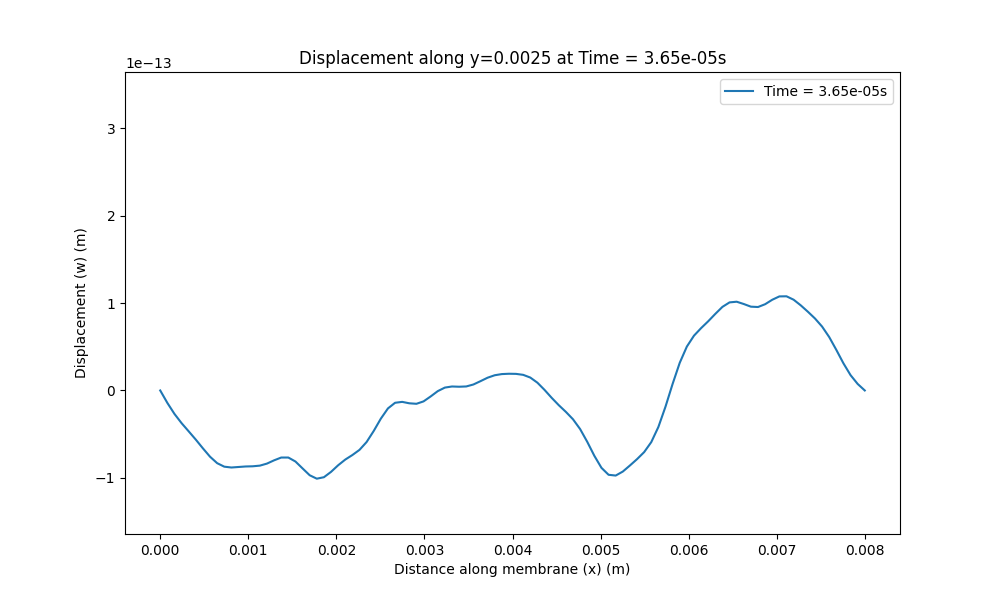 Displacement along y=0.0025 at Time = 3.65e-05s
1e−13
Time = 3.65e-05s
3
2
1
0
−1
Displacement (w) (m)
0.000 0.001 0.002 0.003 0.004 0.005 0.006 0.007 0.008
Distance along membrane (x) (m)